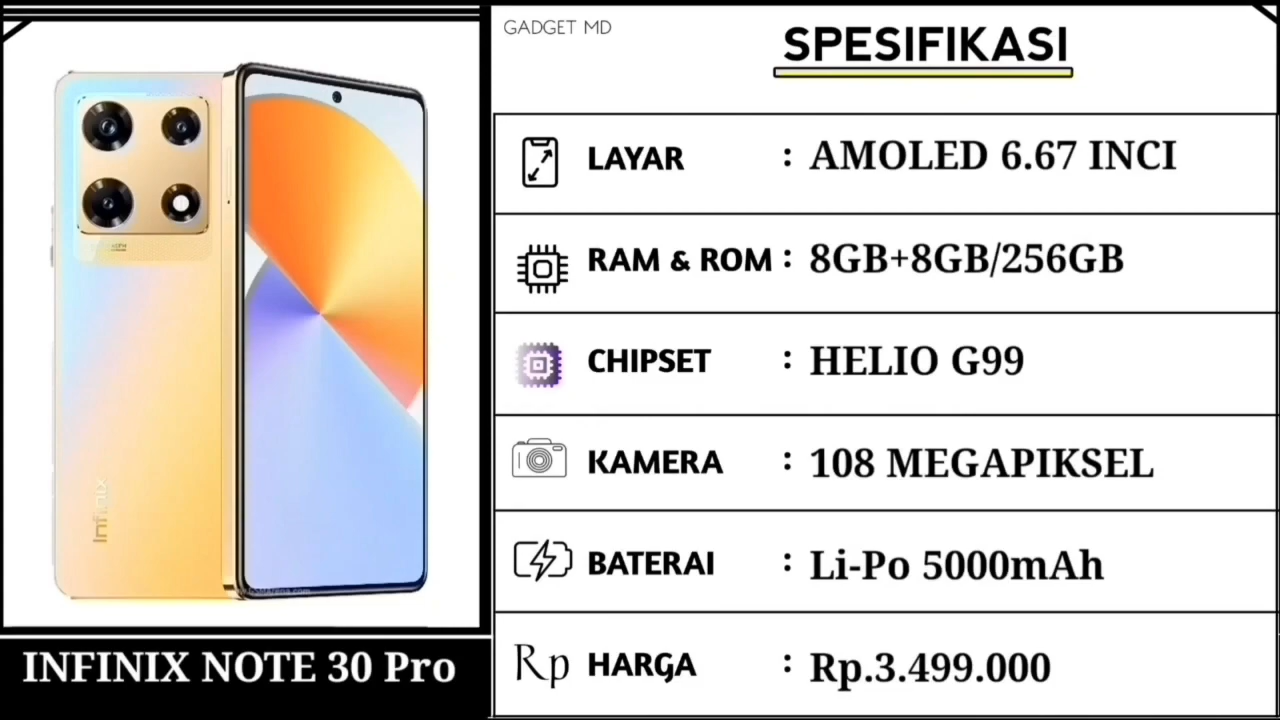 GADGET MD
SPESIFIKASI
LAYAR : AMOLED 6.67 INCI
RAM & ROM : 8GB+8GB/256GB
CHIPSET : HELIO G99
KAMERA : 108 MEGAPIKSEL
BATERAI : Li-Po 5000mAh
Rp HARGA : Rp.3.499.000
Infinix
INFINIX NOTE 30 Pro